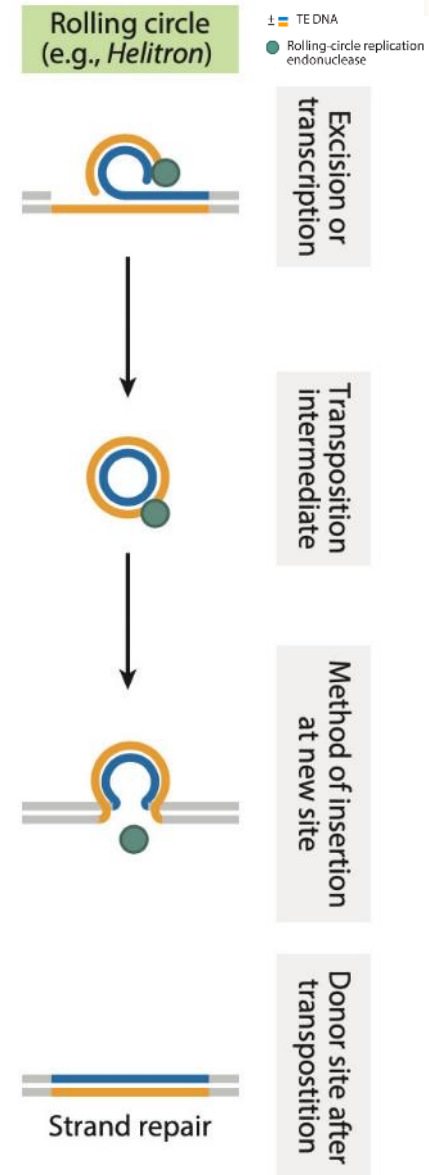 Rolling circle
(e.g., Helitron)
± TE DNA
Rolling-circle replication
endonuclease
Excision or
transcription
Transposition
intermediate
Method of insertion
at new site
Donor site after
transpostition
Strand repair